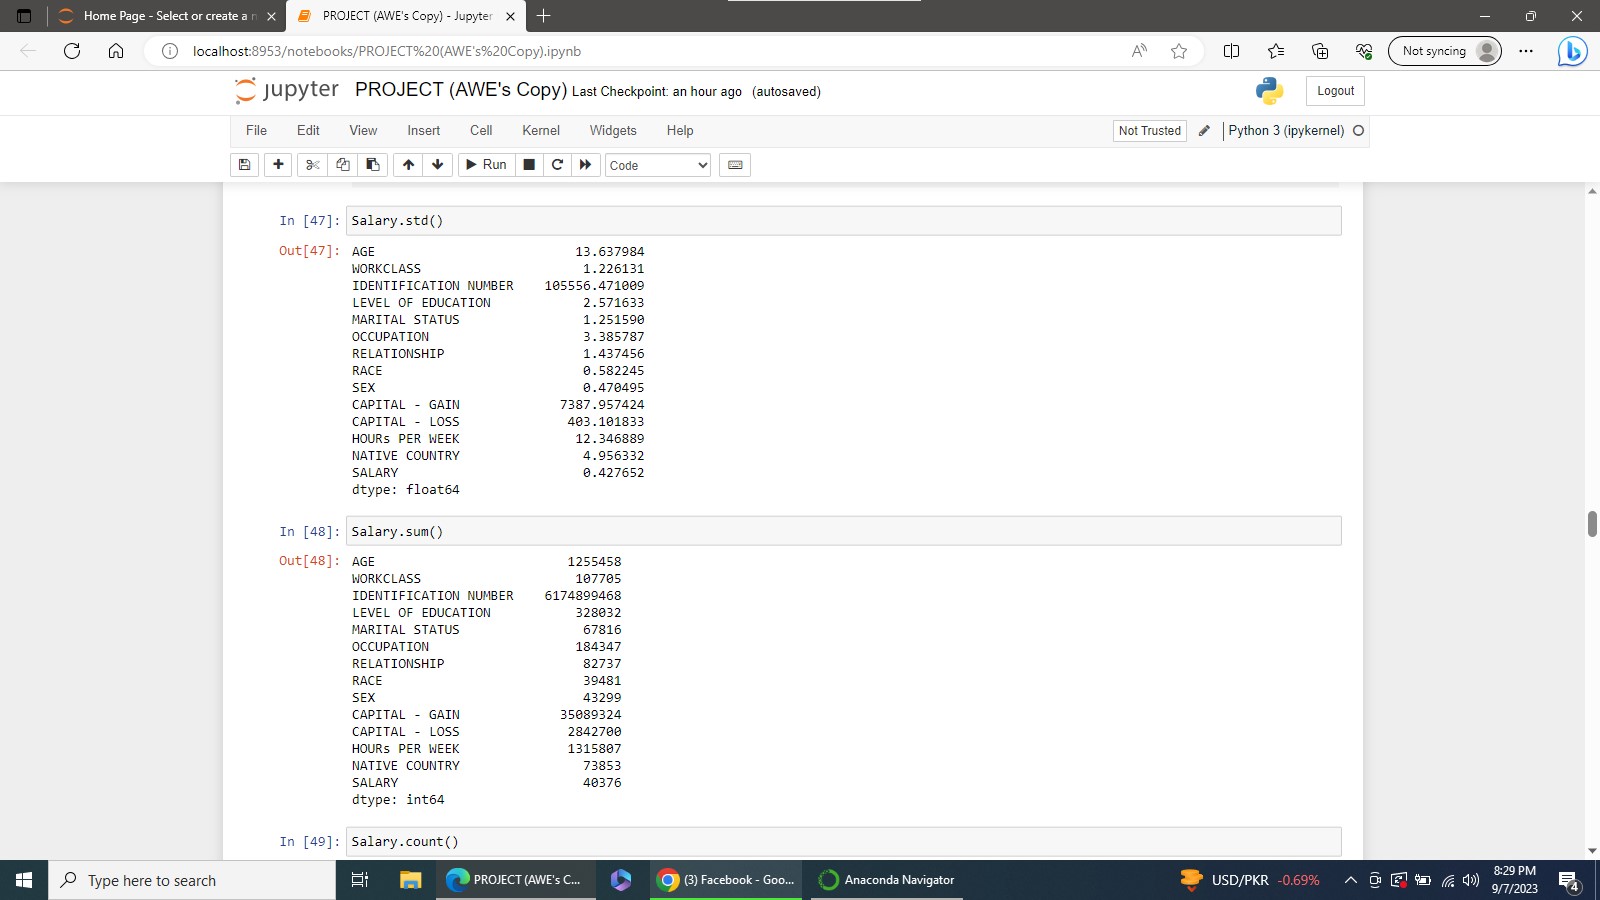 Home Page - Select or create a n
PROJECT (AWE's Copy) - Jupyter
localhost:8953/notebooks/PROJECT%20(AWE's%20Copy).ipynb
Not syncing
jupyter PROJECT (AWE's Copy) Last Checkpoint: an hour ago (autosaved)
Logout
File Edit View Insert Cell Kernel Widgets Help
Not Trusted Python 3 (ipykernel)
Run Code
In [47]: Salary.std()
Out[47]: AGE 13.637984
WORKCLASS 1.226131
IDENTIFICATION NUMBER 105556.471009
LEVEL OF EDUCATION 2.571633
MARITAL STATUS 1.251590
OCCUPATION 3.385787
RELATIONSHIP 1.437456
RACE 0.582245
SEX 0.470495
CAPITAL - GAIN 7387.957424
CAPITAL - LOSS 403.101833
HOURs PER WEEK 12.346889
NATIVE COUNTRY 4.956332
SALARY 0.427652
dtype: float64
In [48]: Salary.sum()
Out[48]: AGE 1255458
WORKCLASS 107705
IDENTIFICATION NUMBER 6174899468
LEVEL OF EDUCATION 328032
MARITAL STATUS 67816
OCCUPATION 184347
RELATIONSHIP 82737
RACE 39481
SEX 43299
CAPITAL - GAIN 35089324
CAPITAL - LOSS 2842700
HOURs PER WEEK 1315807
NATIVE COUNTRY 73853
SALARY 40376
dtype: int64
In [49]: Salary.count()
Type here to search
PROJECT (AWE's C...
(3) Facebook - Goo...
Anaconda Navigator
USD/PKR -0.69%
8:29 PM
9/7/2023
4